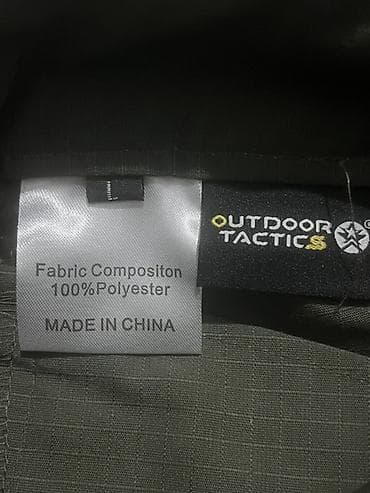 OUTDOOR
TACTICS
®
Fabric Compositon
100%Polyester
MADE IN CHINA